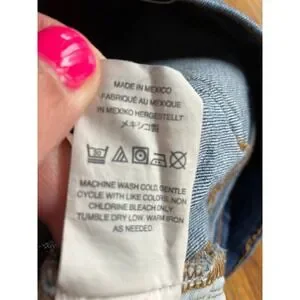 MADE IN MEXICO
FABRIQUÉ AU MEXIQUE
IN MEXIKO HERGESTELLT
メキシコ製
MACHINE WASH COLD, GENTLE
CYCLE WITH LIKE COLORS, NON
CHLORINE BLEACH ONLY
TUMBLE DRY LOW. WARM IRON
AS NEEDED.